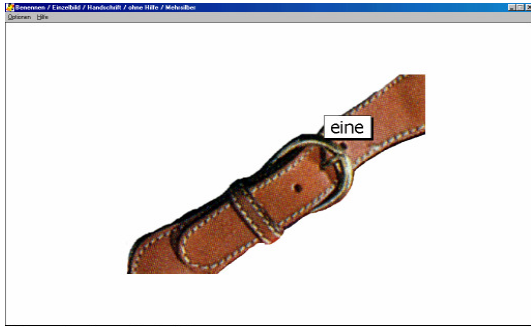 Benennen / Einzelbild / Handschrift / ohne Hilfe / Mehrsilber
Optionen Hilfe
eine